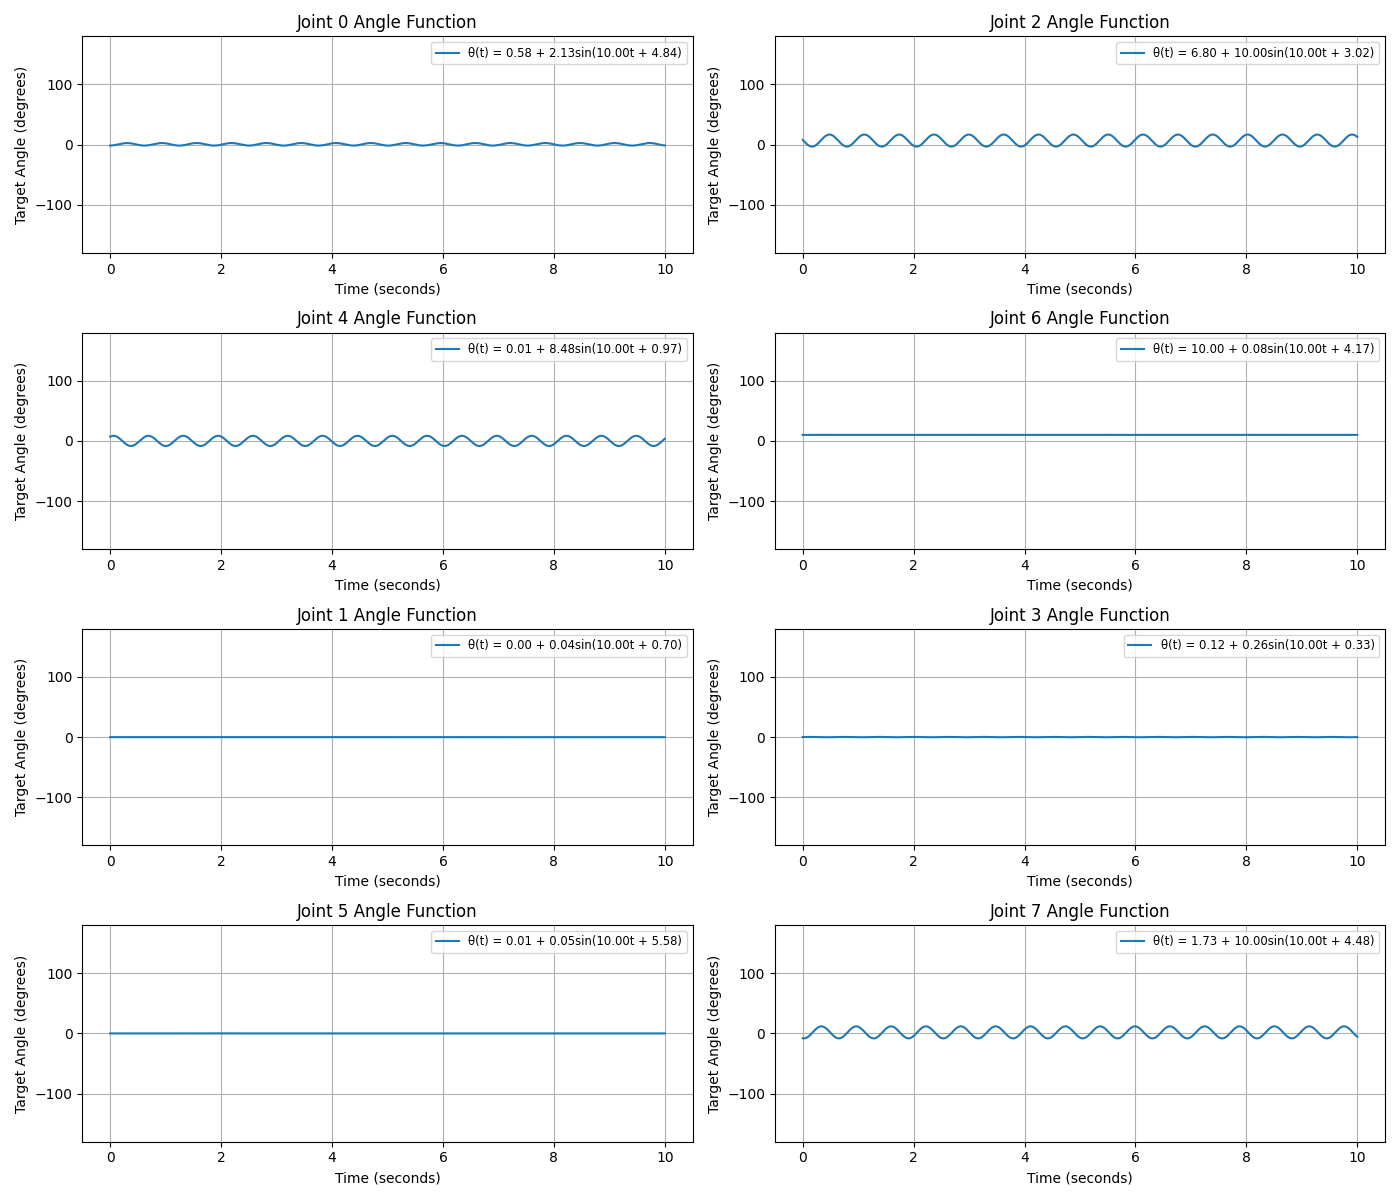 Joint 0 Angle Function
θ(t) = 0.58 + 2.13sin(10.00t + 4.84)
Target Angle (degrees)
100
0
−100
0 2 4 6 8 10
Time (seconds)
Joint 2 Angle Function
θ(t) = 6.80 + 10.00sin(10.00t + 3.02)
Target Angle (degrees)
100
0
−100
0 2 4 6 8 10
Time (seconds)
Joint 4 Angle Function
θ(t) = 0.01 + 8.48sin(10.00t + 0.97)
Target Angle (degrees)
100
0
−100
0 2 4 6 8 10
Time (seconds)
Joint 6 Angle Function
θ(t) = 10.00 + 0.08sin(10.00t + 4.17)
Target Angle (degrees)
100
0
−100
0 2 4 6 8 10
Time (seconds)
Joint 1 Angle Function
θ(t) = 0.00 + 0.04sin(10.00t + 0.70)
Target Angle (degrees)
100
0
−100
0 2 4 6 8 10
Time (seconds)
Joint 3 Angle Function
θ(t) = 0.12 + 0.26sin(10.00t + 0.33)
Target Angle (degrees)
100
0
−100
0 2 4 6 8 10
Time (seconds)
Joint 5 Angle Function
θ(t) = 0.01 + 0.05sin(10.00t + 5.58)
Target Angle (degrees)
100
0
−100
0 2 4 6 8 10
Time (seconds)
Joint 7 Angle Function
θ(t) = 1.73 + 10.00sin(10.00t + 4.48)
Target Angle (degrees)
100
0
−100
0 2 4 6 8 10
Time (seconds)